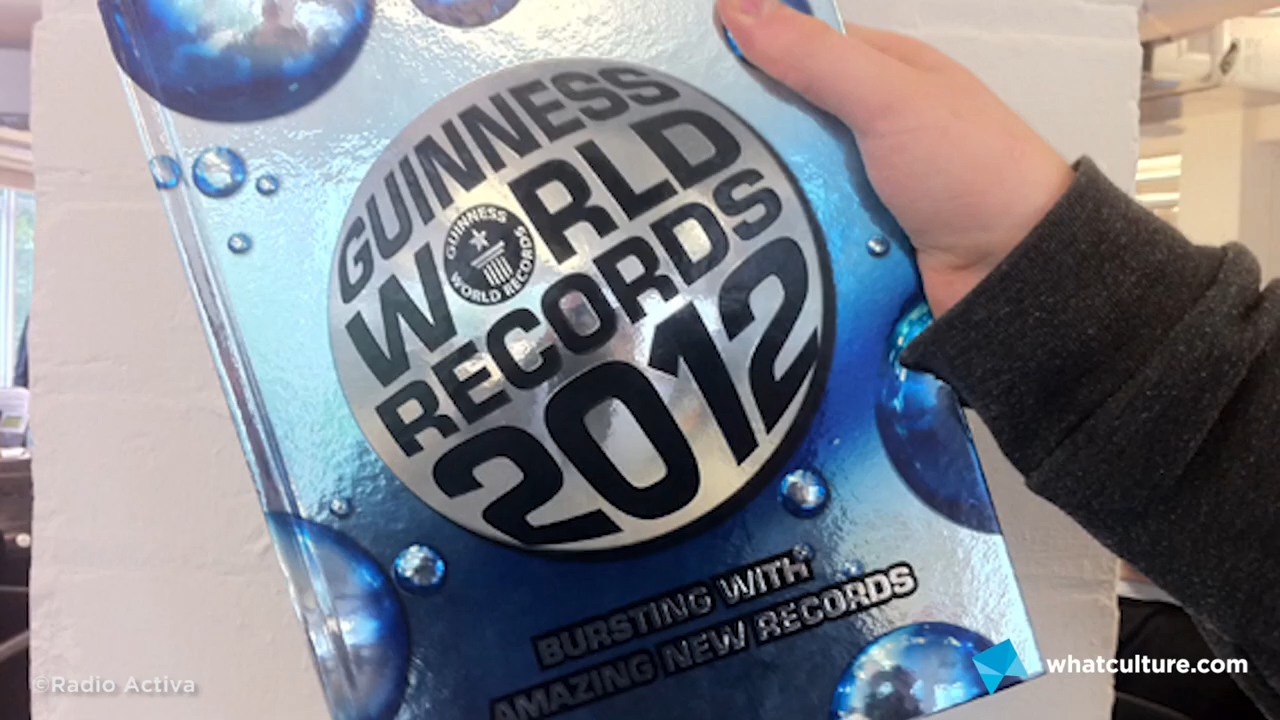 GUINNESS
WORLD
RECORDS
2012
GUINNESS
WORLD RECORDS
BURSTING WITH
AMAZING NEW RECORDS
©Radio Activa
whatculture.com